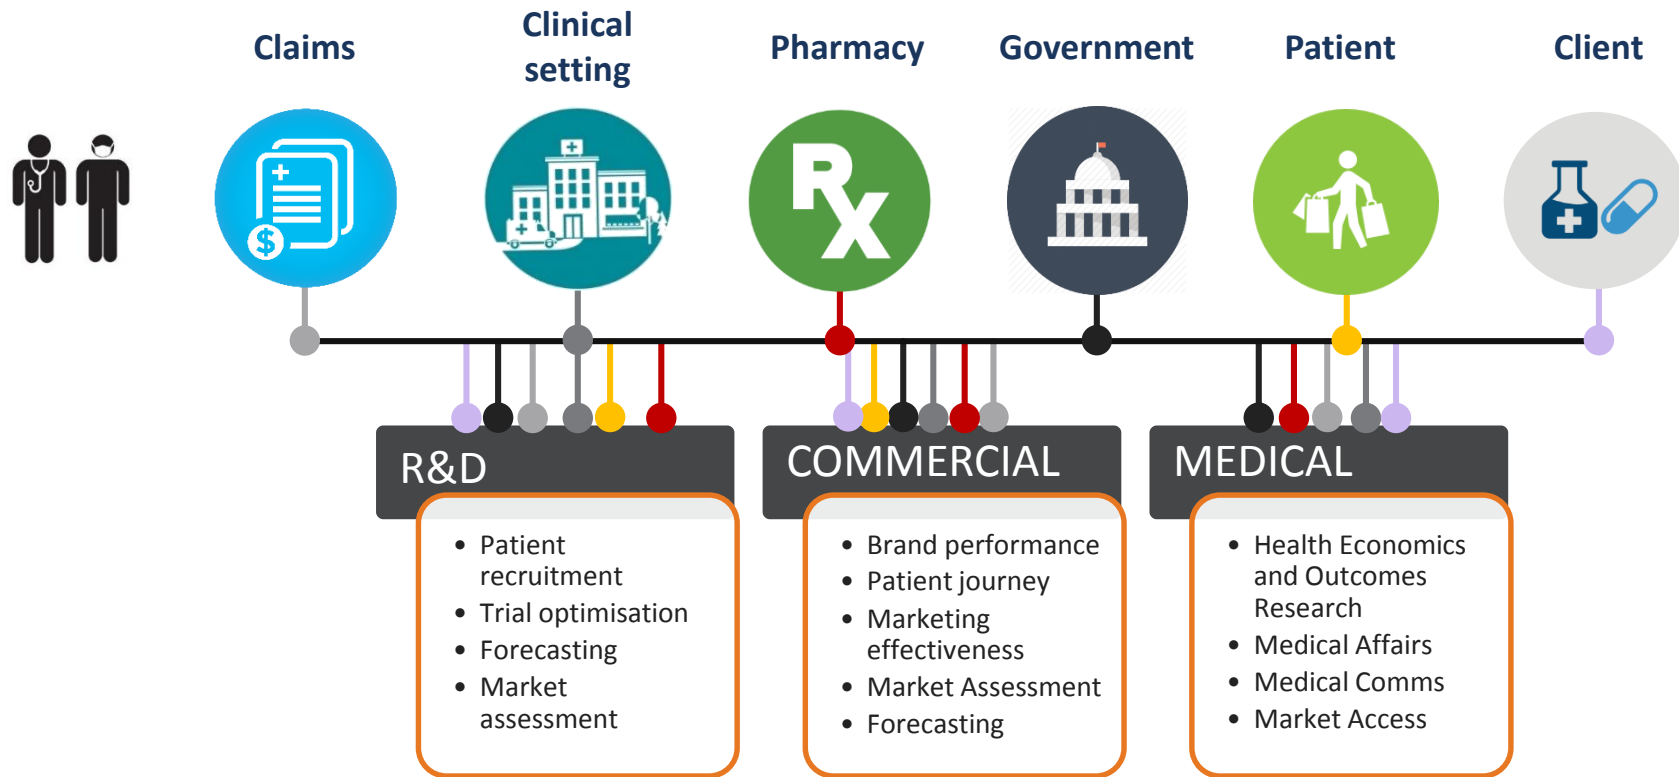 Claims
Clinical
setting
Pharmacy
Government
Patient
Client
$
RX
R&D
• Patient
recruitment
• Trial optimisation
• Forecasting
• Market
assessment
COMMERCIAL
• Brand performance
• Patient journey
• Marketing
effectiveness
• Market Assessment
• Forecasting
MEDICAL
• Health Economics
and Outcomes
Research
• Medical Affairs
• Medical Comms
• Market Access